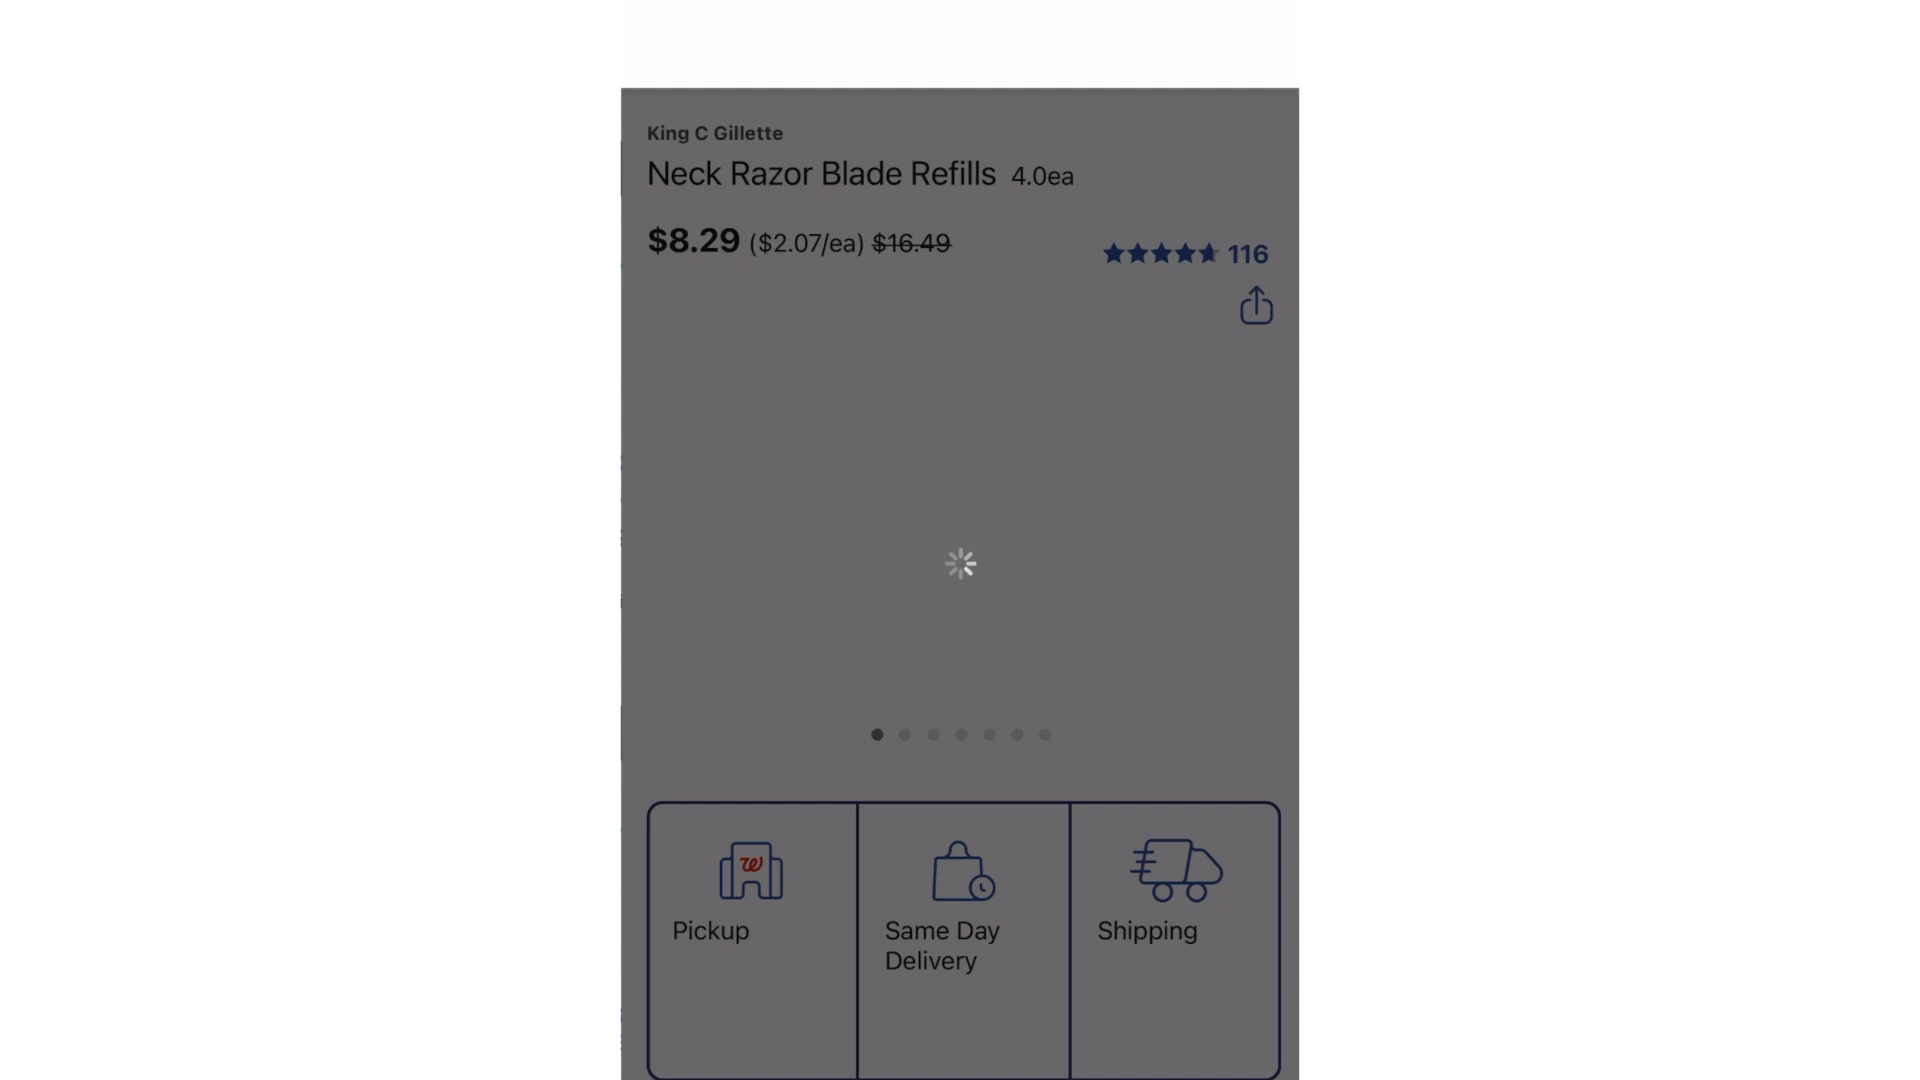 King C Gillette
Neck Razor Blade Refills 4.0ea
$8.29 ($2.07/ea) $16.49
116
W
Pickup
Same Day
Delivery
Shipping